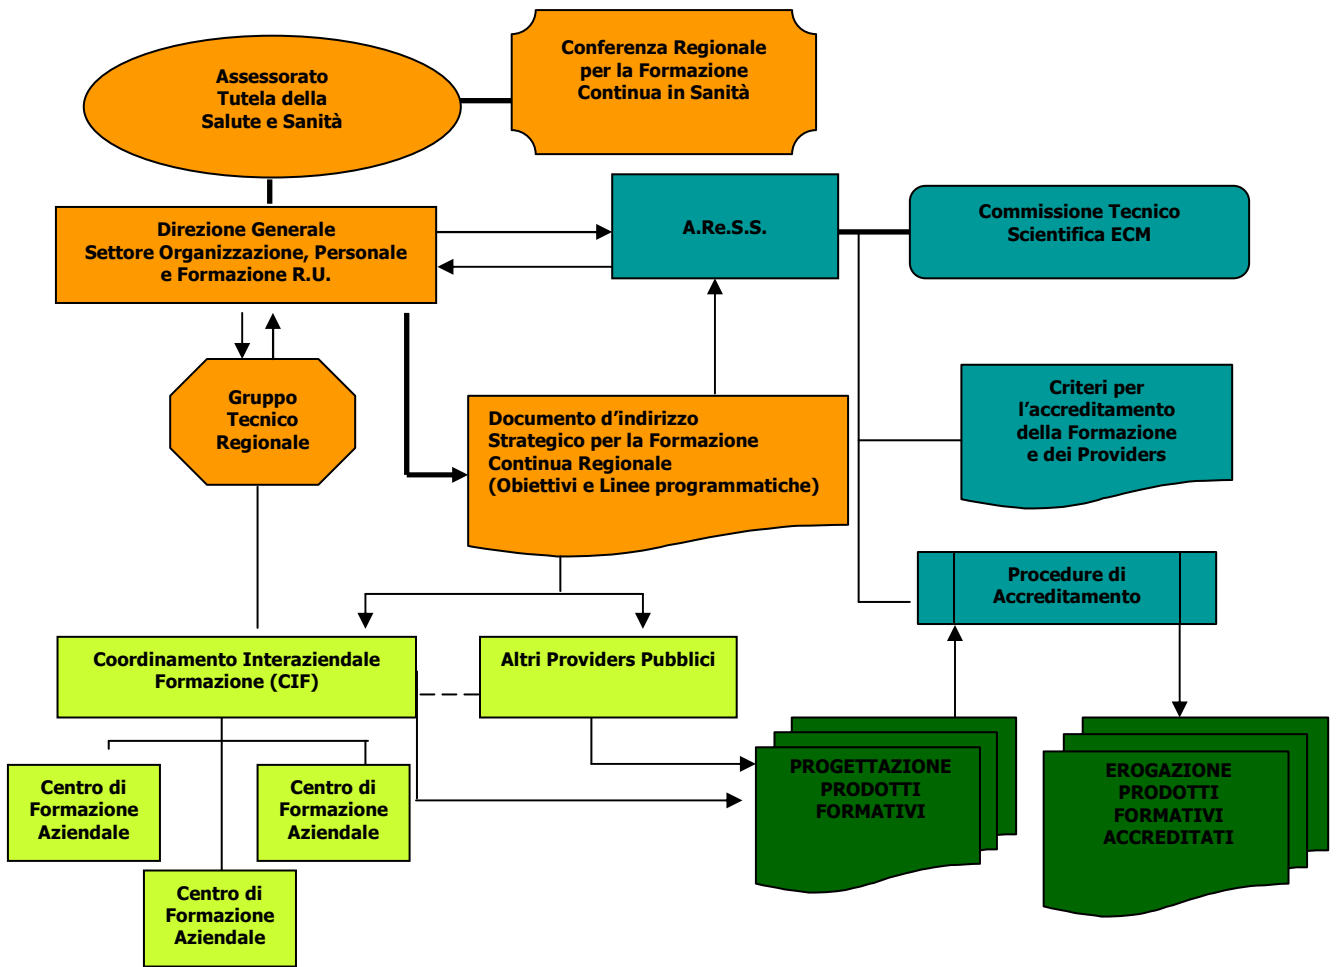 Assessorato
Tutela della
Salute e Sanità
Conferenza Regionale
per la Formazione
Continua in Sanità
Direzione Generale
Settore Organizzazione, Personale
e Formazione R.U.
A.Re.S.S.
Commissione Tecnico
Scientifica ECM
Gruppo
Tecnico
Regionale
Documento d'indirizzo
Strategico per la Formazione
Continua Regionale
(Obiettivi e Linee programmatiche)
Criteri per
l'accreditamento
della Formazione
e dei Providers
Procedure di
Accreditamento
Coordinamento Interaziendale
Formazione (CIF)
Altri Providers Pubblici
Centro di
Formazione
Aziendale
Centro di
Formazione
Aziendale
Centro di
Formazione
Aziendale
PROGETTAZIONE
PRODOTTI
FORMATIVI
EROGAZIONE
PRODOTTI
FORMATIVI
ACCREDITATI